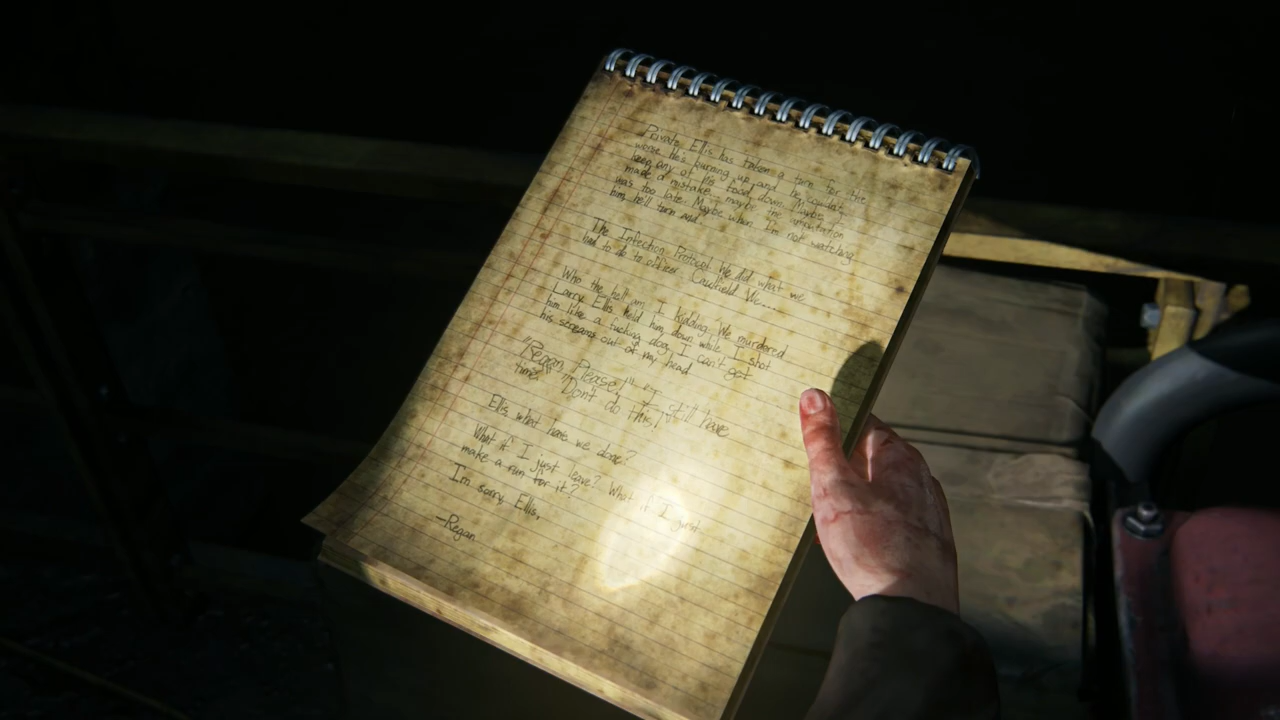 Private Ellis has taken a turn for the
worse. He's burning up and he couldn't
keep any of his food down. Maybe I
made a mistake, maybe the amputation
was too late. Maybe when I'm not watching
him, he'll turn and...
The Infection Protocol. We did what we
had to do to officer Caulfield. We...
Who the hell am I kidding. We murdered
Larry. Ellis held him down while I shot
him like a fucking dog. I can't get
his screams out of my head
"Regan, Please!" "I still have
time!" "Don't do this!"
Ellis, what have we done?
What if I just leave? What if I just
make a run for it?
I'm sorry, Ellis,
-Regan